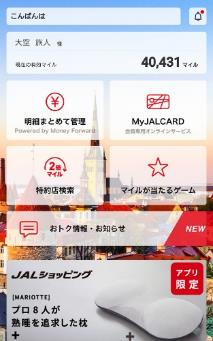 こんばんは
大空 旅人 様
現在の有効マイル 40,431 マイル
明細まとめて管理
Powered by Money Forward
MyJALCARD
会員専用オンラインサービス
2倍
マイル
特約店検索
マイルが当たるゲーム
おトク情報・お知らせ
NEW
JALショッピング
アプリ
限定
[MARIOTTE]
プロ8人が
熟睡を追求した枕